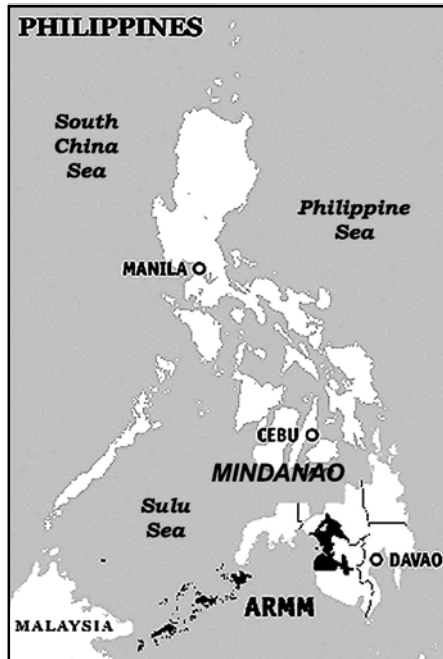 PHILIPPINES
South
China
Sea
Philippine
Sea
MANILA
CEBU
MINDANAO
Sulu
Sea
DAVAO
ARMM
MALAYSIA